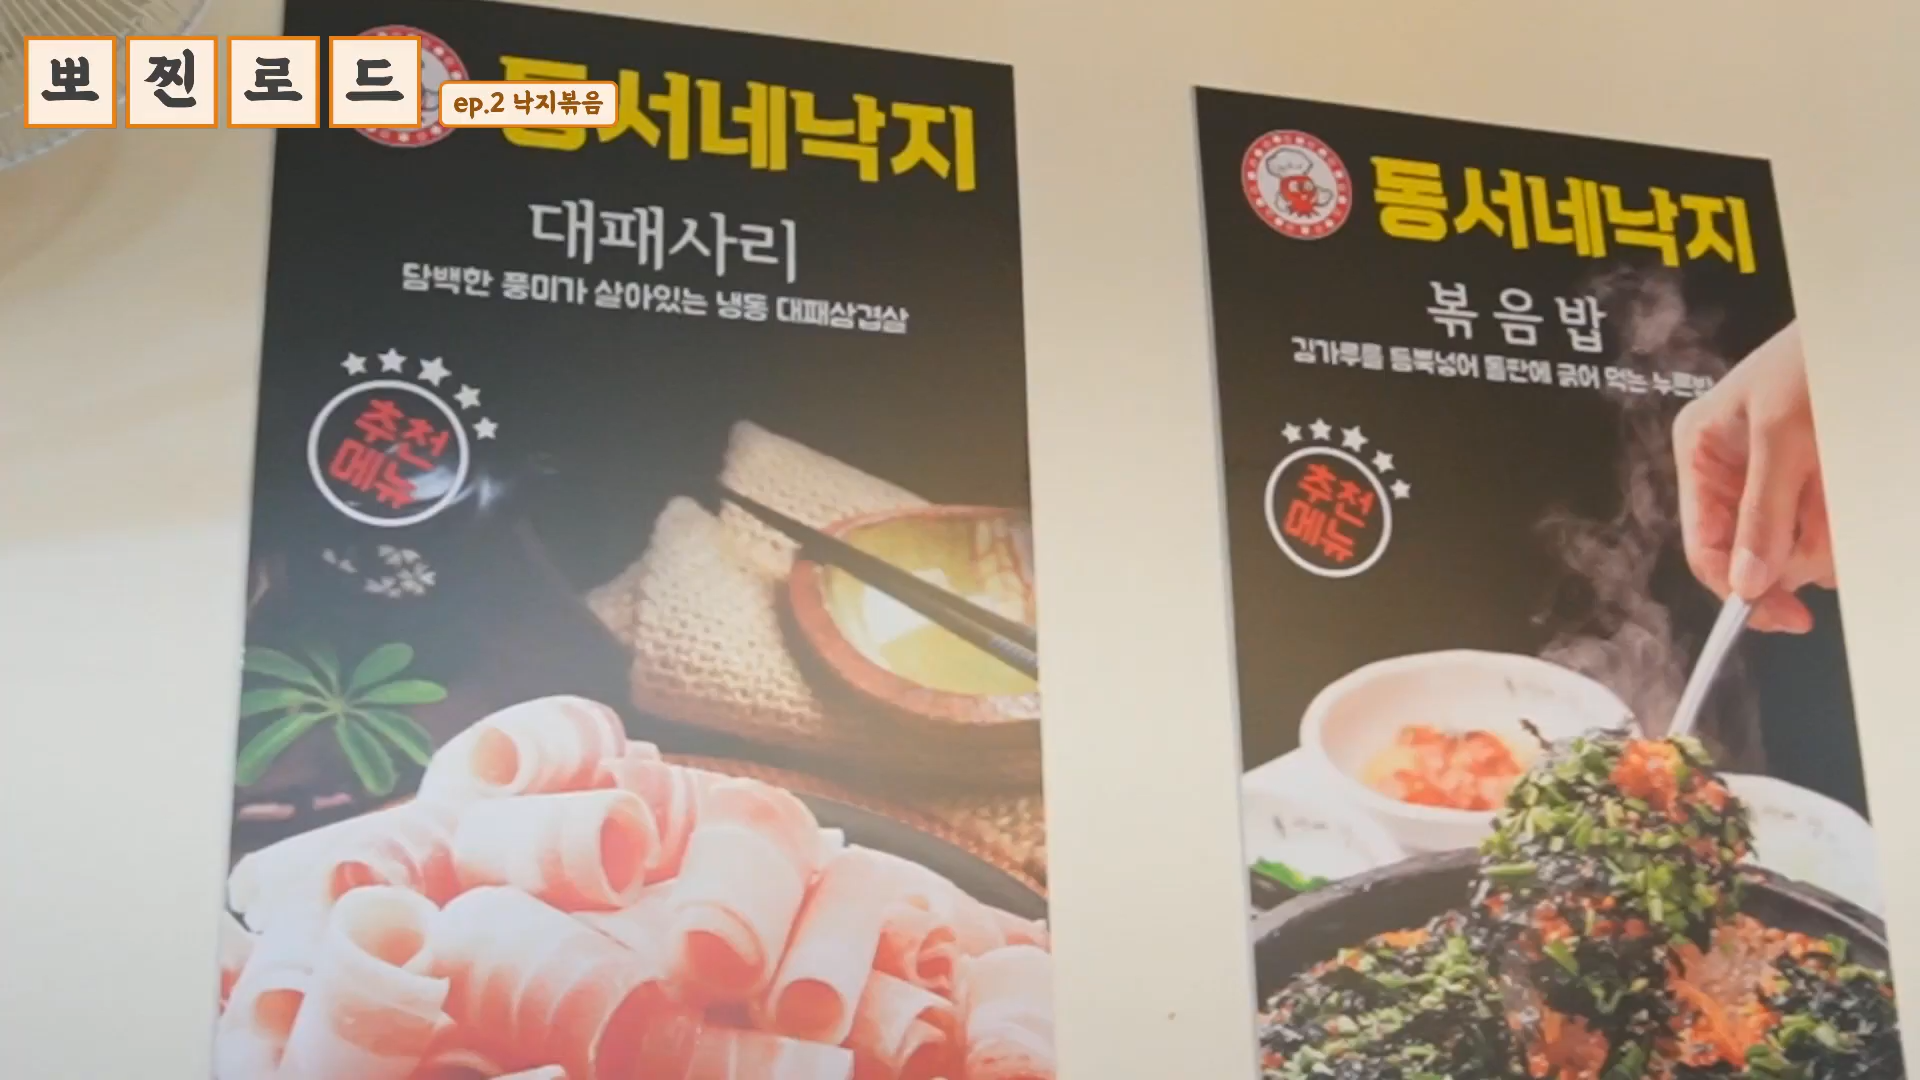 뽀찐로드
ep.2 낙지볶음
동서네낙지
대패사리
담백한 풍미가 살아있는 냉동 대패삼겹살
추천
메뉴
동서네낙지
볶음밥
김가루를 듬뿍넣어 돌판에 긁어 먹는 누른밥
추천
메뉴